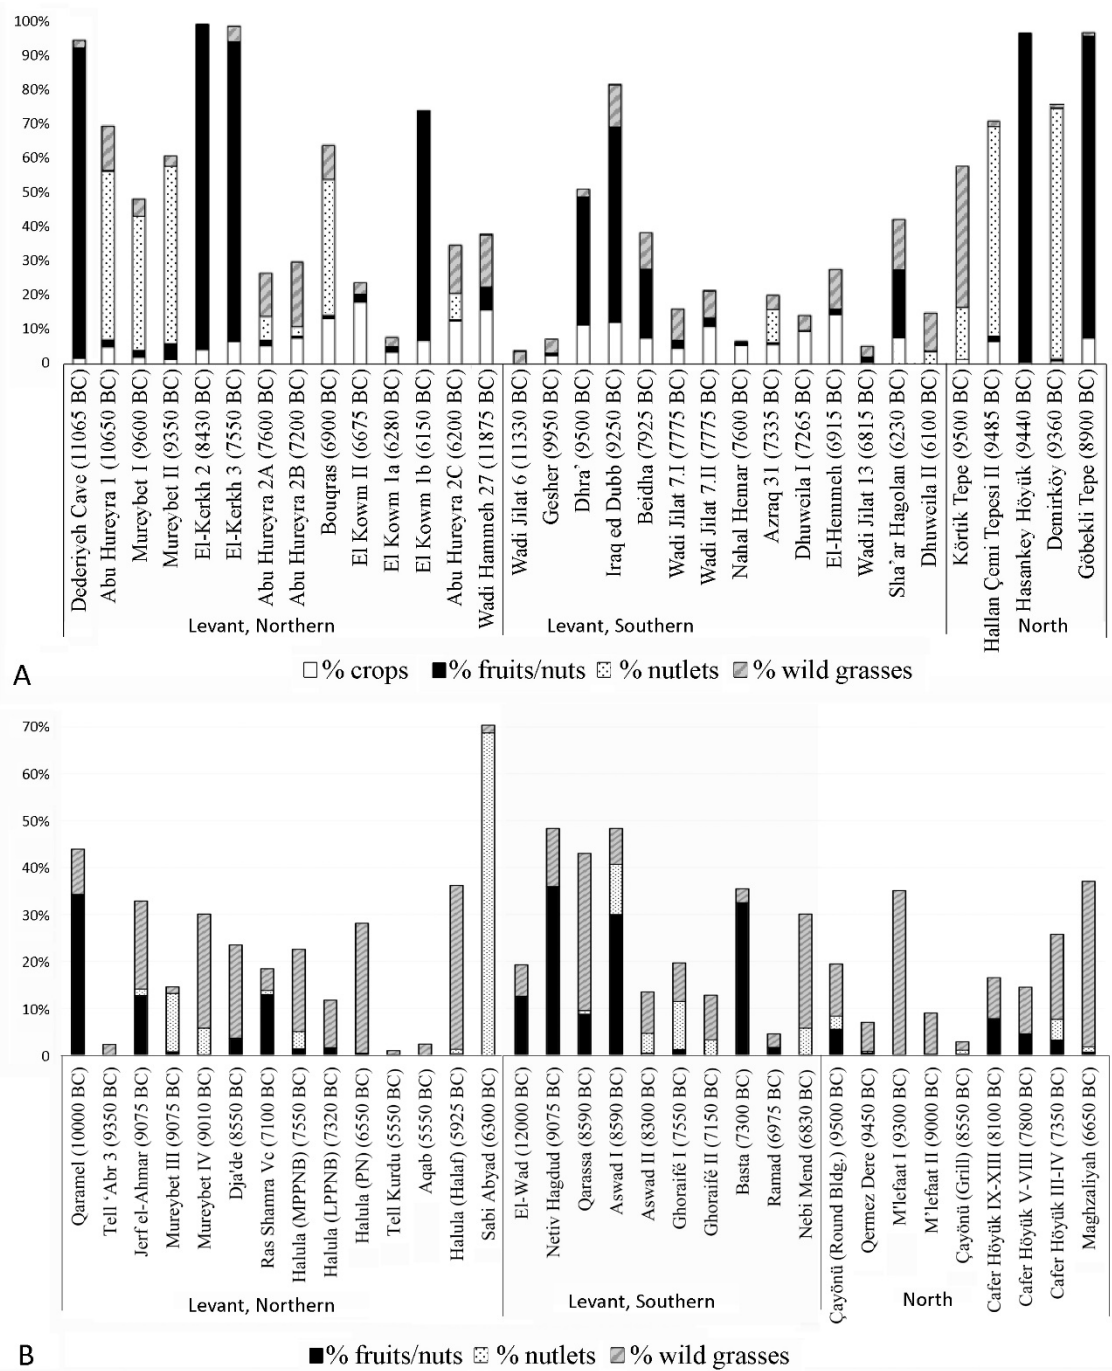 100%
90%
80%
70%
60%
50%
40%
30%
20%
10%
0
Dederiyeh Cave (11065 BC)
Abu Hureyra 1 (10650 BC)
Mureybet I (9600 BC)
Mureybet II (9350 BC)
El-Kerkh 2 (8430 BC)
El-Kerkh 3 (7550 BC)
Abu Hureyra 2A (7600 BC)
Abu Hureyra 2B (7200 BC)
Bouqras (6900 BC)
El Kowm II (6675 BC)
El Kowm 1a (6280 BC)
El Kowm 1b (6150 BC)
Abu Hureyra 2C (6200 BC)
Wadi Hammeh 27 (11875 BC)
Wadi Jilat 6 (11330 BC)
Gesher (9950 BC)
Dhra’ (9500 BC)
Iraq ed Dubb (9250 BC)
Beidha (7925 BC)
Wadi Jilat 7.I (7775 BC)
Wadi Jilat 7.II (7775 BC)
Nahal Hemar (7600 BC)
Azraq 31 (7335 BC)
Dhuweila I (7265 BC)
El-Hemmeh (6915 BC)
Wadi Jilat 13 (6815 BC)
Sha’ar Hagolan (6230 BC)
Dhuweila II (6100 BC)
Körtik Tepe (9500 BC)
Hallan Çemi Tepesi II (9485 BC)
Hasankey Höyük (9440 BC)
Demirköy (9360 BC)
Göbekli Tepe (8900 BC)
Levant, Northern
Levant, Southern
North
A
% crops % fruits/nuts % nutlets % wild grasses
70%
60%
50%
40%
30%
20%
10%
0
Qaramel (10000 BC)
Tell ‘Abr 3 (9350 BC)
Jerf el-Ahmar (9075 BC)
Mureybet III (9075 BC)
Mureybet IV (9010 BC)
Dja'de (8550 BC)
Ras Shamra Vc (7100 BC)
Halula (MPPNB) (7550 BC)
Halula (LPPNB) (7320 BC)
Halula (PN) (6550 BC)
Tell Kurdu (5550 BC)
Aqab (5550 BC)
Halula (Halaf) (5925 BC)
Sabi Abyad (6300 BC)
El-Wad (12000 BC)
Netiv Hagdud (9075 BC)
Qarassa (8590 BC)
Aswad I (8590 BC)
Aswad II (8300 BC)
Ghoraifé I (7550 BC)
Ghoraifé II (7150 BC)
Basta (7300 BC)
Ramad (6975 BC)
Nebi Mend (6830 BC)
Çayönü (Round Bldg.) (9500 BC)
Qermez Dere (9450 BC)
M'lefaat I (9300 BC)
M’lefaat II (9000 BC)
Çayönü (Grill) (8550 BC)
Cafer Höyük IX-XIII (8100 BC)
Cafer Höyük V-VIII (7800 BC)
Cafer Höyük III-IV (7350 BC)
Maghzaliyah (6650 BC)
Levant, Northern
Levant, Southern
North
B
% fruits/nuts % nutlets % wild grasses